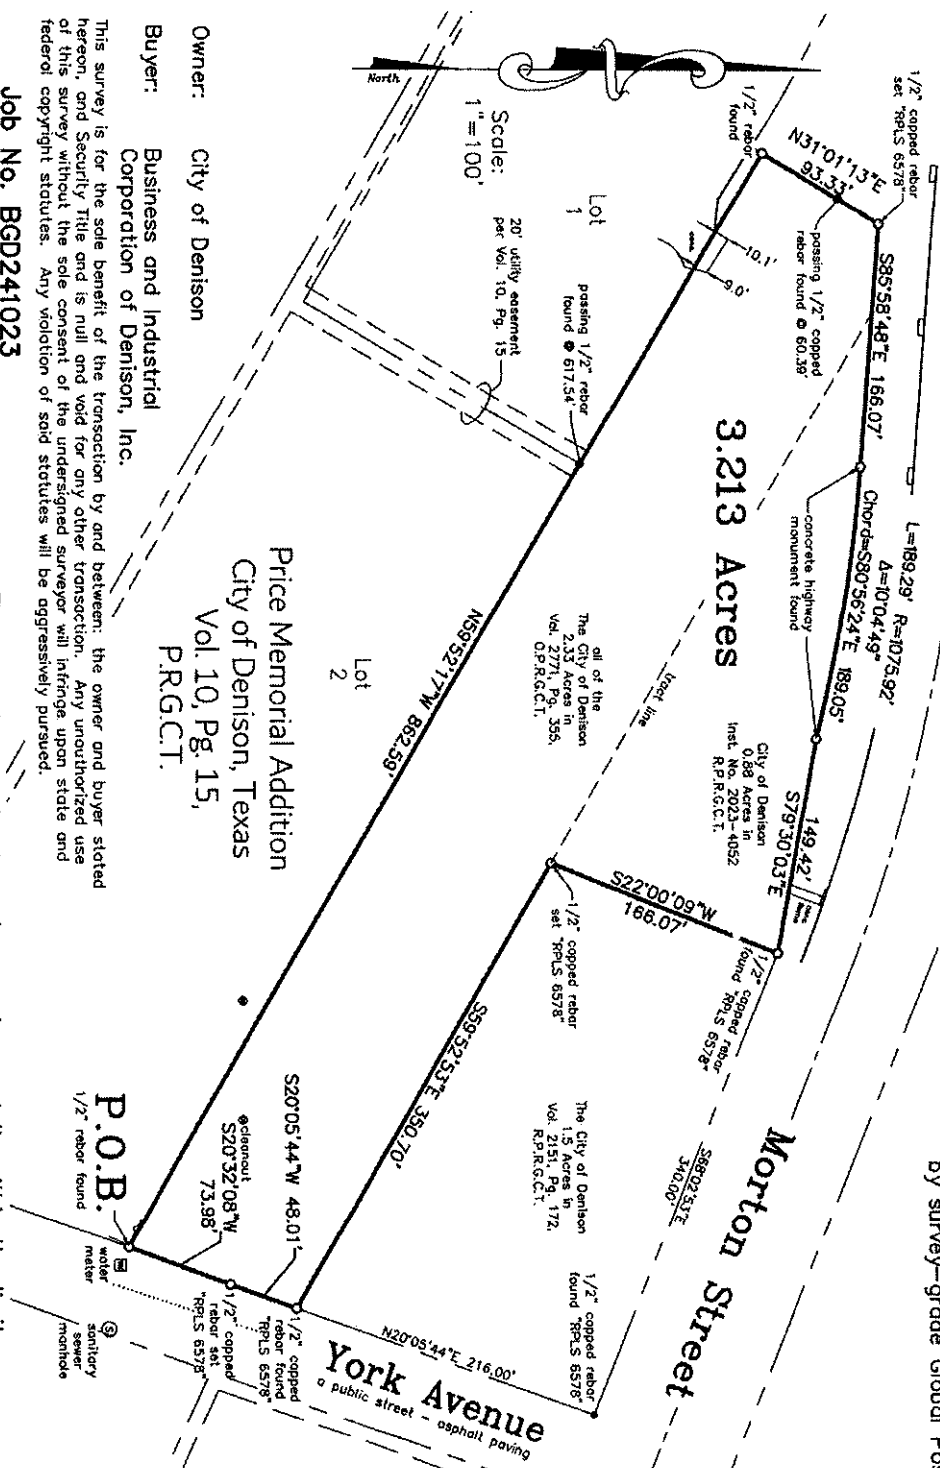 by survey-grade Global Pos
1/2" capped rebar
set "RPLS 6578"
N31°01'13"E
93.33'
1/2" rebar
found
passing 1/2" capped
rebar found @ 60.39'
S85°58'48"E 166.07'
L=189.29' R=1075.92'
Δ=10°04'49"
Chord=S80°56'24"E 189.05'
concrete highway
monument found
149.42'
S79°30'03"E
North
Scale:
1"=100'
Lot
1
10.1'
9.0'
20' utility easement
per Vol. 10, Pg. 15
passing 1/2" rebar
found @ 617.54'
3.213 Acres
all of the
The City of Denison
2.33 Acres in
Vol. 2771, Pg. 355,
O.P.R.G.C.T.
tract line
City of Denison
0.88 Acres in
Inst. No. 2023-4052
R.P.R.G.C.T.
S22°00'09"W
166.07'
1/2" capped rebar
found "RPLS 6578"
1/2" capped rebar
set "RPLS 6578"
N59°52'17"W 862.59'
Lot
2
Price Memorial Addition
City of Denison, Texas
Vol. 10, Pg. 15,
P.R.G.C.T.
S59°52'53"E 350.70'
The City of Denison
1.5 Acres in
Vol. 2151, Pg. 172,
R.P.R.G.C.T.
S68°02'53"E
340.00'
Morton Street
1/2" capped rebar
found "RPLS 6578"
N20°05'44"E 216.00'
York Avenue
a public street - asphalt paving
S20°05'44"W 48.01'
cleanout
S20°32'08"W
73.98'
1/2" capped
rebar found
"RPLS 6578"
1/2" capped
rebar set
"RPLS 6578"
P.O.B.
1/2" rebar found
water
meter
S
sanitary
sewer
manhole
Owner: City of Denison
Buyer: Business and Industrial
Corporation of Denison, Inc.
This survey is for the sole benefit of the transaction by and between: the owner and buyer stated
hereon, and Security Title and is null and void for any other transaction. Any unauthorized use
of this survey without the sole consent of the undersigned surveyor will infringe upon state and
federal copyright statutes. Any violation of said statutes will be aggressively pursued.
Job No. BGD241023